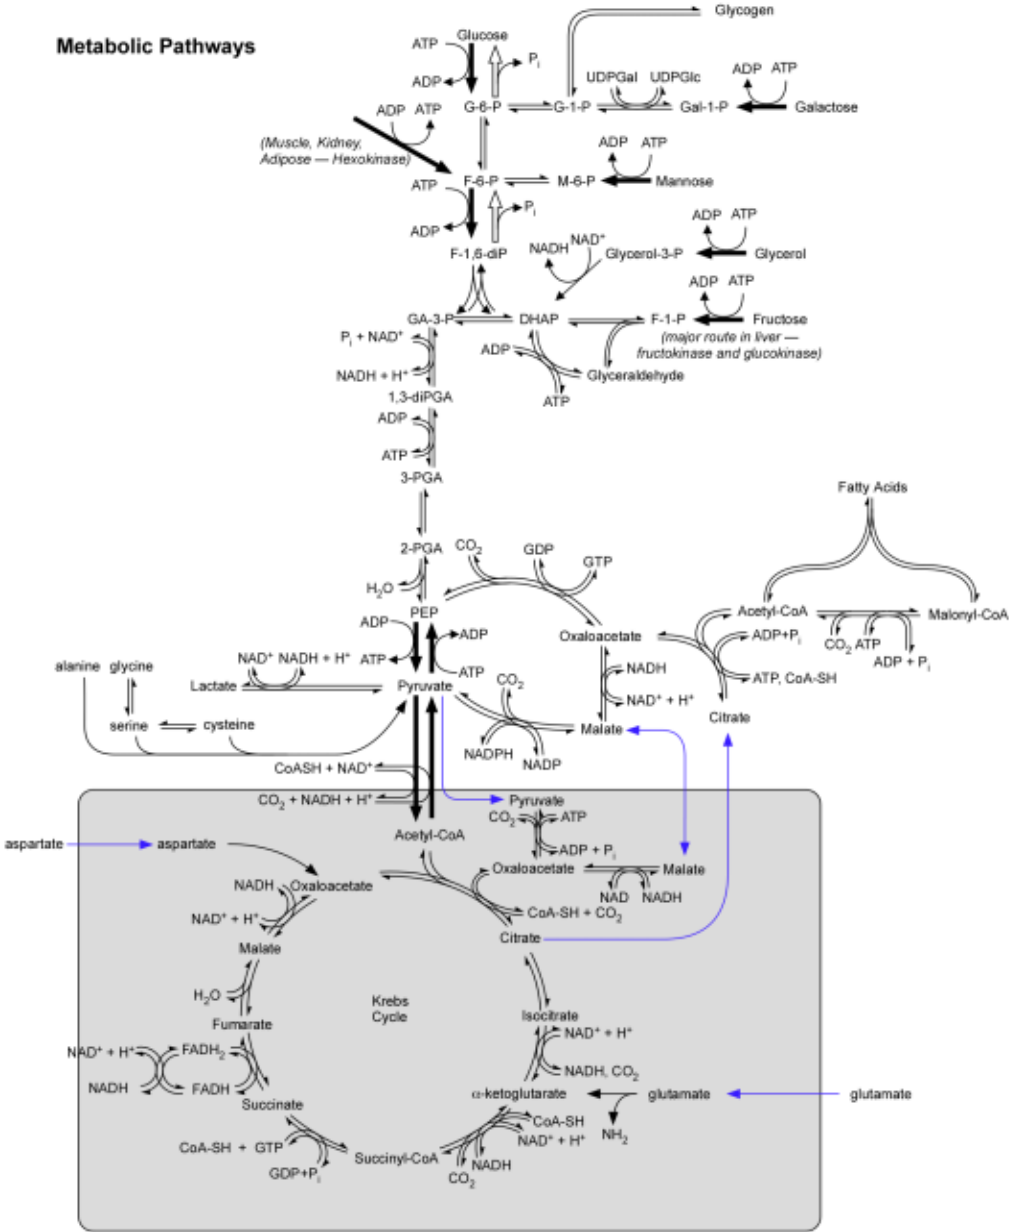 Glycogen
Metabolic Pathways
ATP
Glucose
Pi
ADP
UDPGal
UDPGlc
ADP
ATP
G-6-P
G-1-P
Gal-1-P
Galactose
ADP
ATP
(Muscle, Kidney,
Adipose — Hexokinase)
ADP
ATP
F-6-P
M-6-P
Mannose
ATP
ADP
Pi
ADP
ATP
F-1,6-diP
NADH
NAD+
Glycerol-3-P
Glycerol
ADP
ATP
GA-3-P
DHAP
F-1-P
Fructose
(major route in liver —
fructokinase and glucokinase)
Pi + NAD+
NADH + H+
ADP
Glyceraldehyde
ATP
1,3-diPGA
ADP
ATP
3-PGA
Fatty Acids
2-PGA
CO2
GDP
GTP
H2O
PEP
Acetyl-CoA
Malonyl-CoA
ADP
ADP
Oxaloacetate
ADP+Pi
CO2
ATP
ADP + Pi
ATP
ATP
NADH
ATP, CoA-SH
alanine
glycine
NAD+
NADH + H+
Lactate
Pyruvate
CO2
NAD+ + H+
Citrate
serine
cysteine
Malate
NADPH
NADP
CoASH + NAD+
CO2 + NADH + H+
Pyruvate
CO2
ATP
Acetyl-CoA
ADP + Pi
aspartate
aspartate
Oxaloacetate
Malate
NAD
NADH
NADH
Oxaloacetate
NAD+ + H+
CoA-SH + CO2
Malate
Citrate
H2O
Krebs
Cycle
Fumarate
Isocitrate
NAD+ + H+
FADH2
NAD+ + H+
NADH, CO2
NADH
FADH
Succinate
α-ketoglutarate
glutamate
glutamate
CoA-SH
NAD+ + H+
NH2
CoA-SH + GTP
Succinyl-CoA
NADH
CO2
GDP+Pi